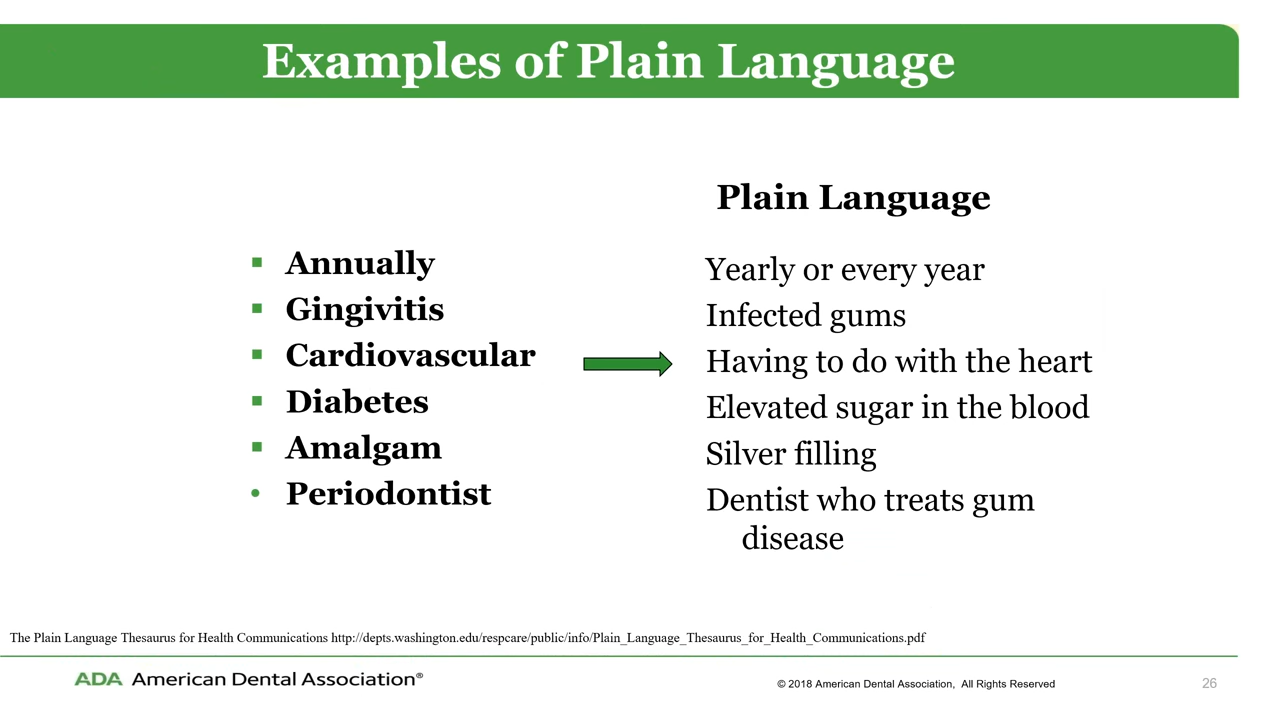 Examples of Plain Language
Plain Language
▪ Annually
▪ Gingivitis
▪ Cardiovascular
▪ Diabetes
▪ Amalgam
• Periodontist
Yearly or every year
Infected gums
Having to do with the heart
Elevated sugar in the blood
Silver filling
Dentist who treats gum
disease
The Plain Language Thesaurus for Health Communications http://depts.washington.edu/respcare/public/info/Plain_Language_Thesaurus_for_Health_Communications.pdf
ADA American Dental Association®
© 2018 American Dental Association, All Rights Reserved
26